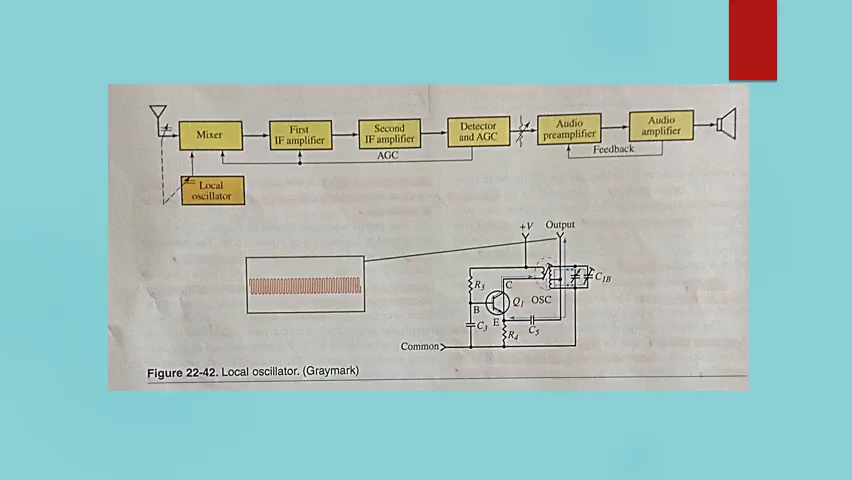 Mixer
First
IF amplifier
Second
IF amplifier
Detector
and AGC
Audio
preamplifier
Audio
amplifier
AGC
Feedback
Local
oscillator
+V Output
R3
C
C1B
Q1 OSC
B
C3
E
R4
C5
Common
Figure 22-42. Local oscillator. (Graymark)